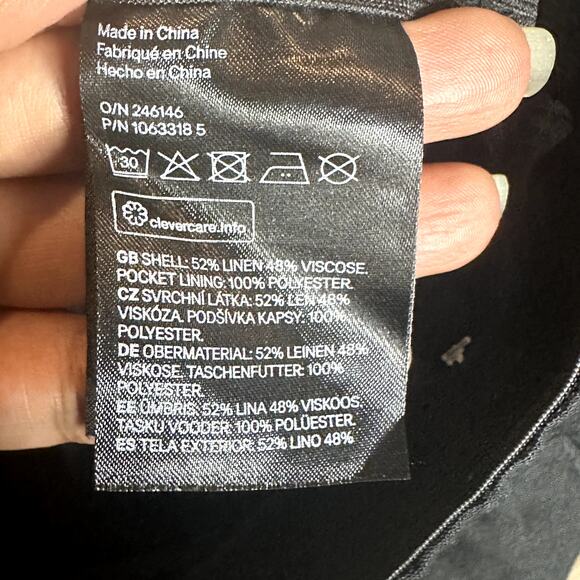 Made in China
Fabriqué en Chine
Hecho en China
O/N 246146
P/N 1063318 5
30
clevercare.info
GB SHELL: 52% LINEN 48% VISCOSE.
POCKET LINING: 100% POLYESTER.
CZ SVRCHNÍ LÁTKA: 52% LEN 48%
VISKÓZA. PODŠÍVKA KAPSY: 100%
POLYESTER.
DE OBERMATERIAL: 52% LEINEN 48%
VISKOSE. TASCHENFUTTER: 100%
POLYESTER.
EE ÜMBRIS: 52% LINA 48% VISKOOS.
TASKU VOODER: 100% POLÜESTER.
ES TELA EXTERIOR: 52% LINO 48%